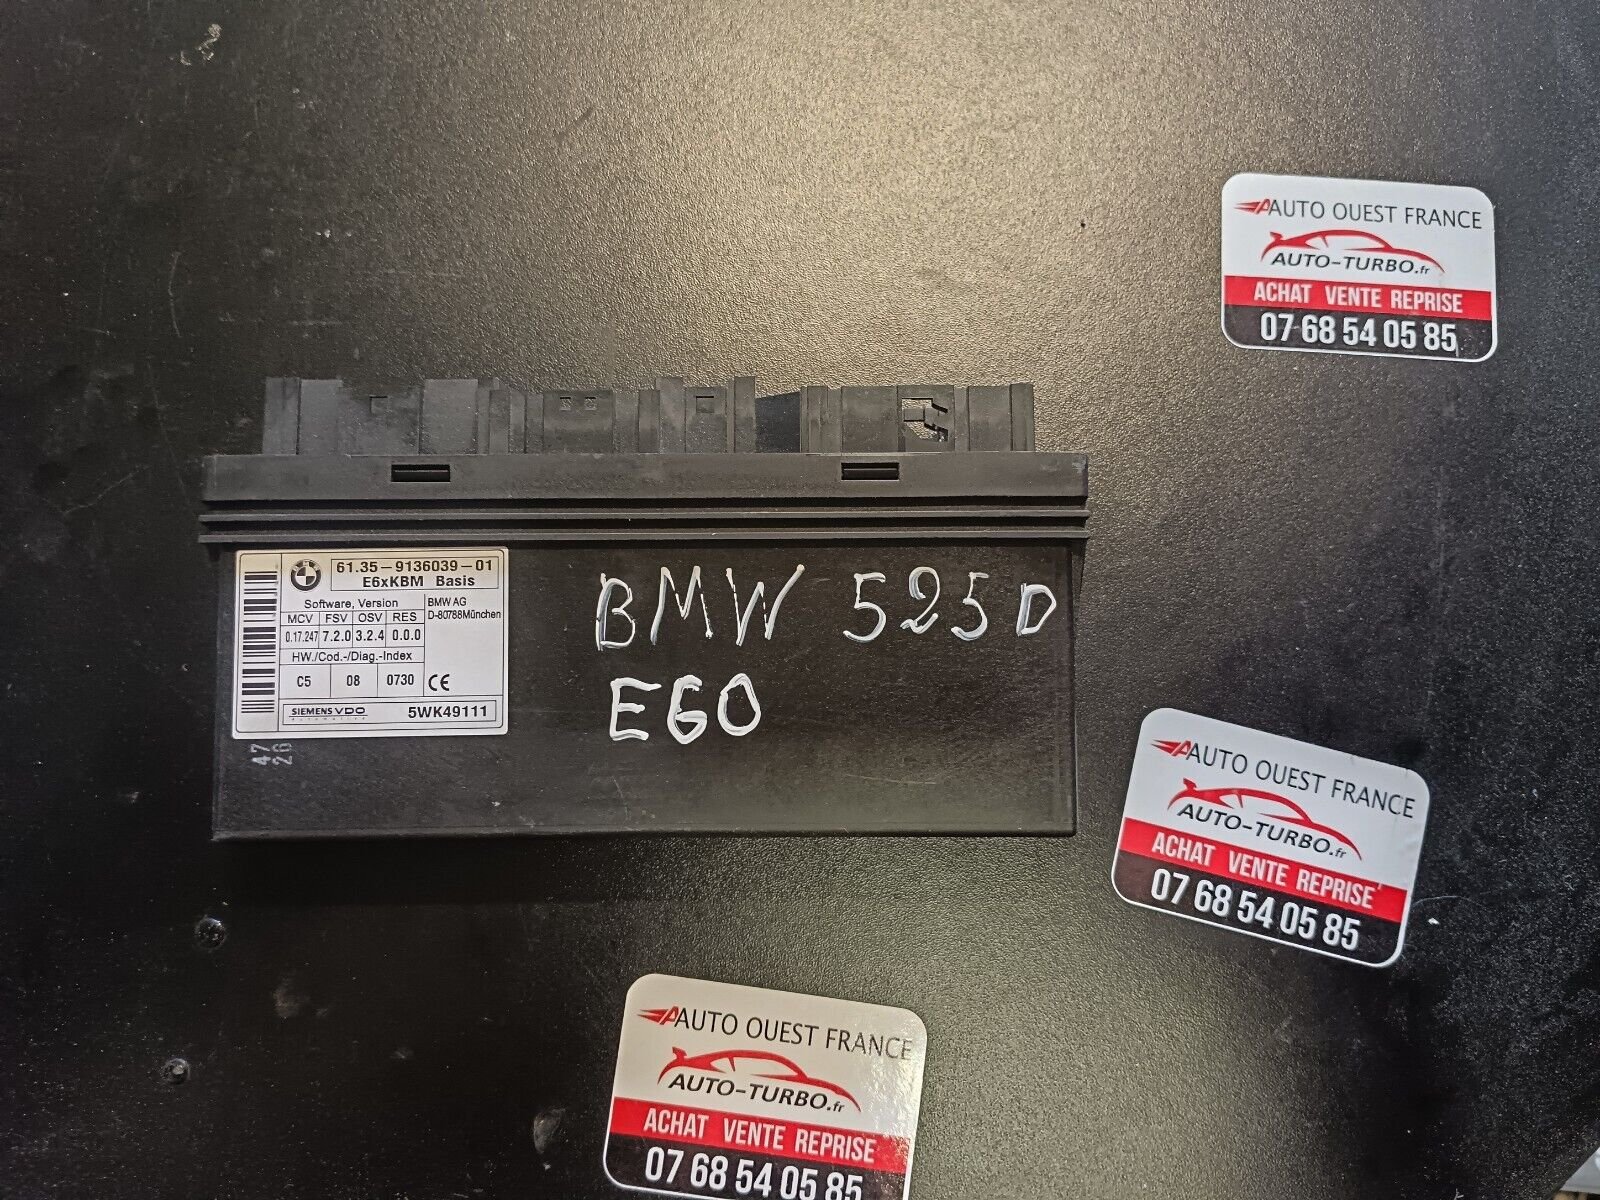 AUTO OUEST FRANCE
AUTO-TURBO.fr
ACHAT VENTE REPRISE
07 68 54 05 85
61.35-9136039-01
E6xKBM Basis
Software, Version
MCV FSV OSV RES
0.17.247 7.2.0 3.2.4 0.0.0
HW./Cod.-/Diag.-Index
C5 08 0730
BMW AG
D-80788München
CE
SIEMENS VDO
Automotive
5WK49111
47
26
BMW 525D
E60
AUTO OUEST FRANCE
AUTO-TURBO.fr
ACHAT VENTE REPRISE
07 68 54 05 85
AUTO OUEST FRANCE
AUTO-TURBO.fr
ACHAT VENTE REPRISE
07 68 54 05 85